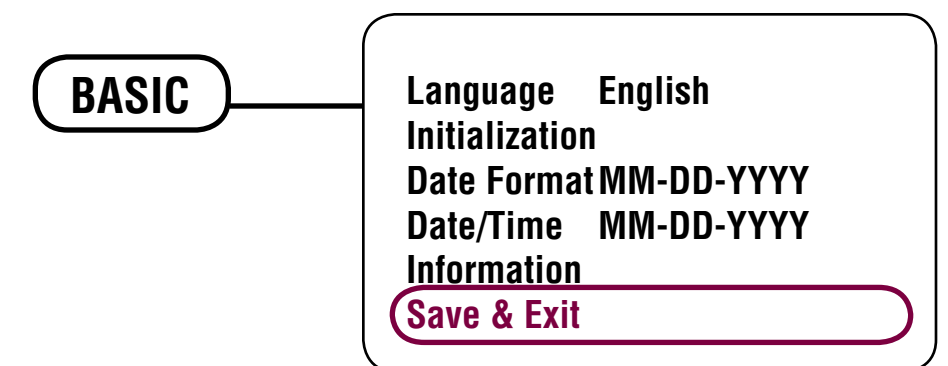 BASIC
Language English
Initialization
Date Format MM-DD-YYYY
Date/Time MM-DD-YYYY
Information
Save & Exit